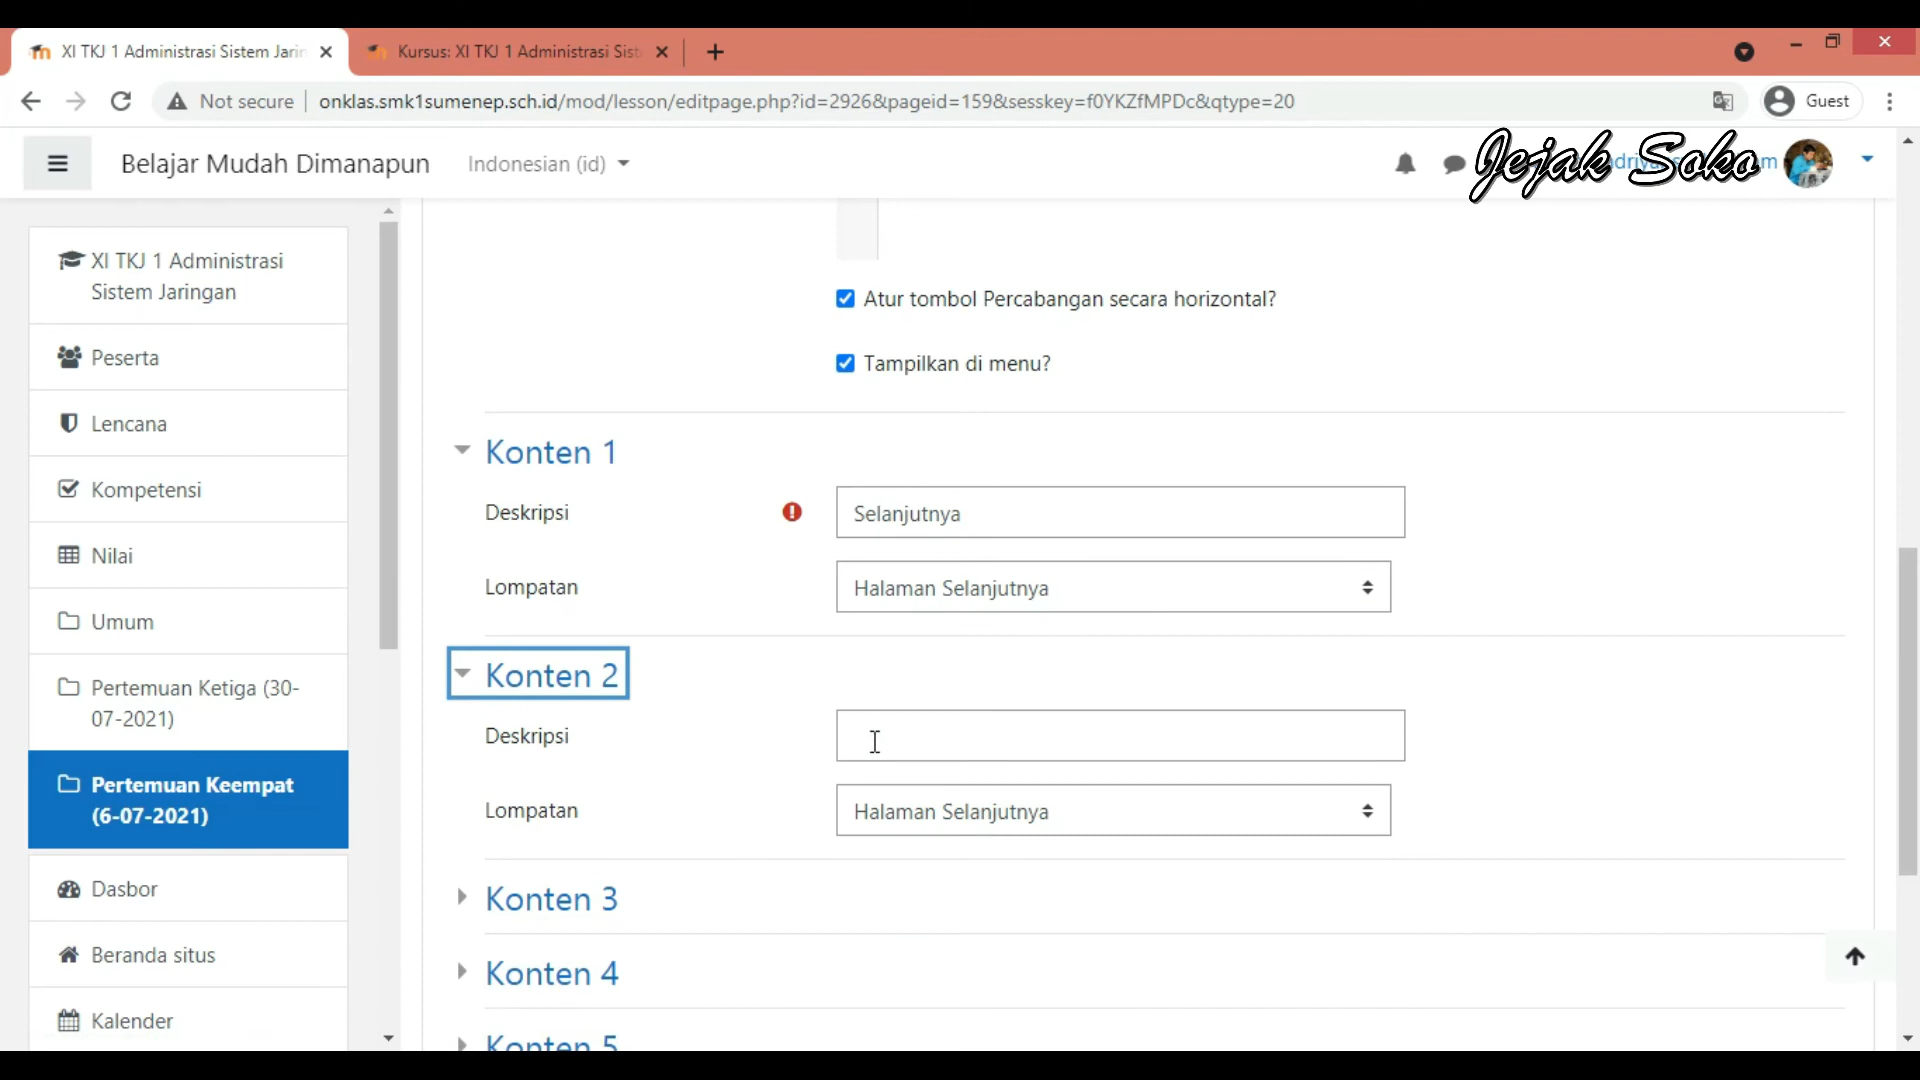 XI TKJ 1 Administrasi Sistem Jarin
Kursus: XI TKJ 1 Administrasi Sist
Not secure
onklas.smk1sumenep.sch.id/mod/lesson/editpage.php?id=2926&pageid=159&sesskey=f0YKZfMPDc&qtype=20
Guest
Belajar Mudah Dimanapun
Indonesian (id)
Jejak Soko
XI TKJ 1 Administrasi
Sistem Jaringan
Peserta
Lencana
Kompetensi
Nilai
Umum
Pertemuan Ketiga (30-
07-2021)
Pertemuan Keempat
(6-07-2021)
Dasbor
Beranda situs
Kalender
Atur tombol Percabangan secara horizontal?
Tampilkan di menu?
Konten 1
Deskripsi
Selanjutnya
Lompatan
Halaman Selanjutnya
Konten 2
Deskripsi
Lompatan
Halaman Selanjutnya
Konten 3
Konten 4
Konten 5